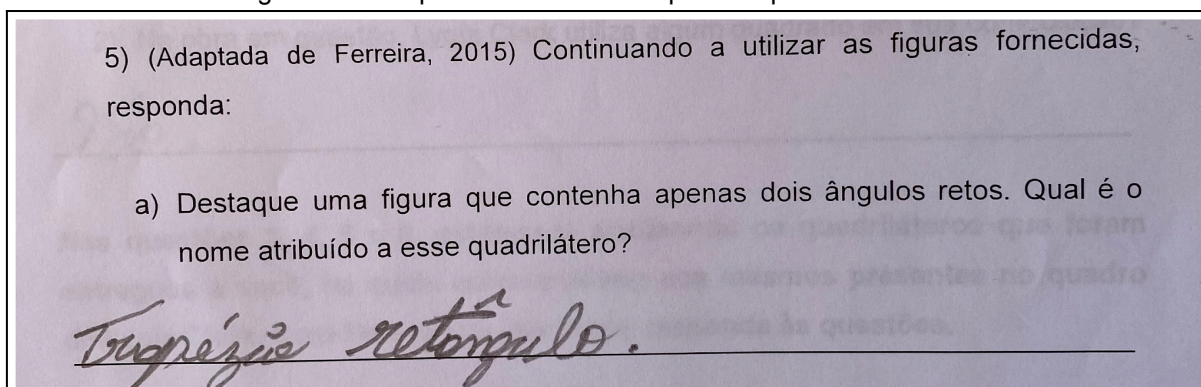 5) (Adaptada de Ferreira, 2015) Continuando a utilizar as figuras fornecidas,
responda:
a) Destaque uma figura que contenha apenas dois ângulos retos. Qual é o
nome atribuído a esse quadrilátero?
retângulo.